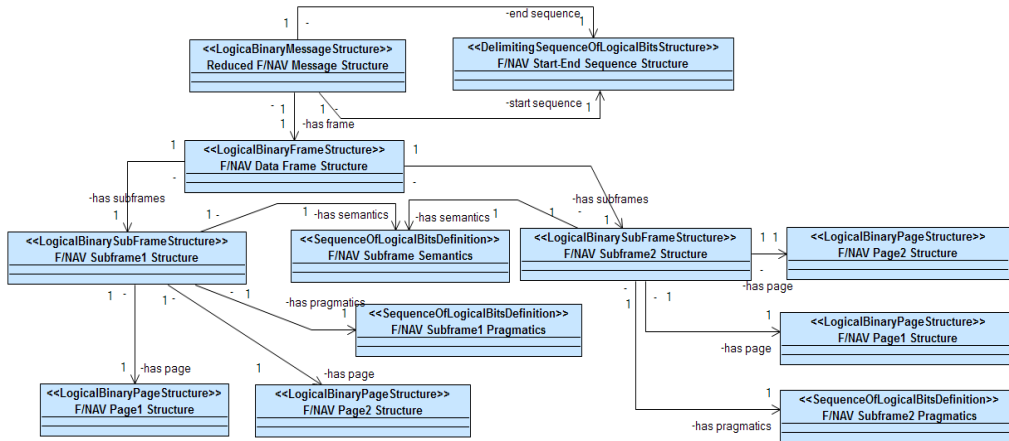 1 -
-end sequence
1
<<LogicaBinaryMessageStructure>>
Reduced F/NAV Message Structure
<<DelimitingSequenceOfLogicalBitsStructure>>
F/NAV Start-End Sequence Structure
- 1
1
1 -
1
-has frame
-start sequence
1
1
<<LogicalBinaryFrameStructure>>
F/NAV Data Frame Structure
1
-
-
-has subframes
1
1 -
1
-has semantics
-has semantics
1
1
-
-has subframes
1
<<LogicalBinarySubFrameStructure>>
F/NAV Subframe1 Structure
<<SequenceOfLogicalBitsDefinition>>
F/NAV Subframe Semantics
<<LogicalBinarySubFrameStructure>>
F/NAV Subframe2 Structure
1 1
-
-has page
<<LogicalBinaryPageStructure>>
F/NAV Page2 Structure
1 -
1 -
- 1
-has pragmatics
1
<<SequenceOfLogicalBitsDefinition>>
F/NAV Subframe1 Pragmatics
-
1
- 1
1
-has page
<<LogicalBinaryPageStructure>>
F/NAV Page1 Structure
1
-has page
1
-has page
<<LogicalBinaryPageStructure>>
F/NAV Page1 Structure
<<LogicalBinaryPageStructure>>
F/NAV Page2 Structure
1
-has pragmatics
<<SequenceOfLogicalBitsDefinition>>
F/NAV Subframe2 Pragmatics